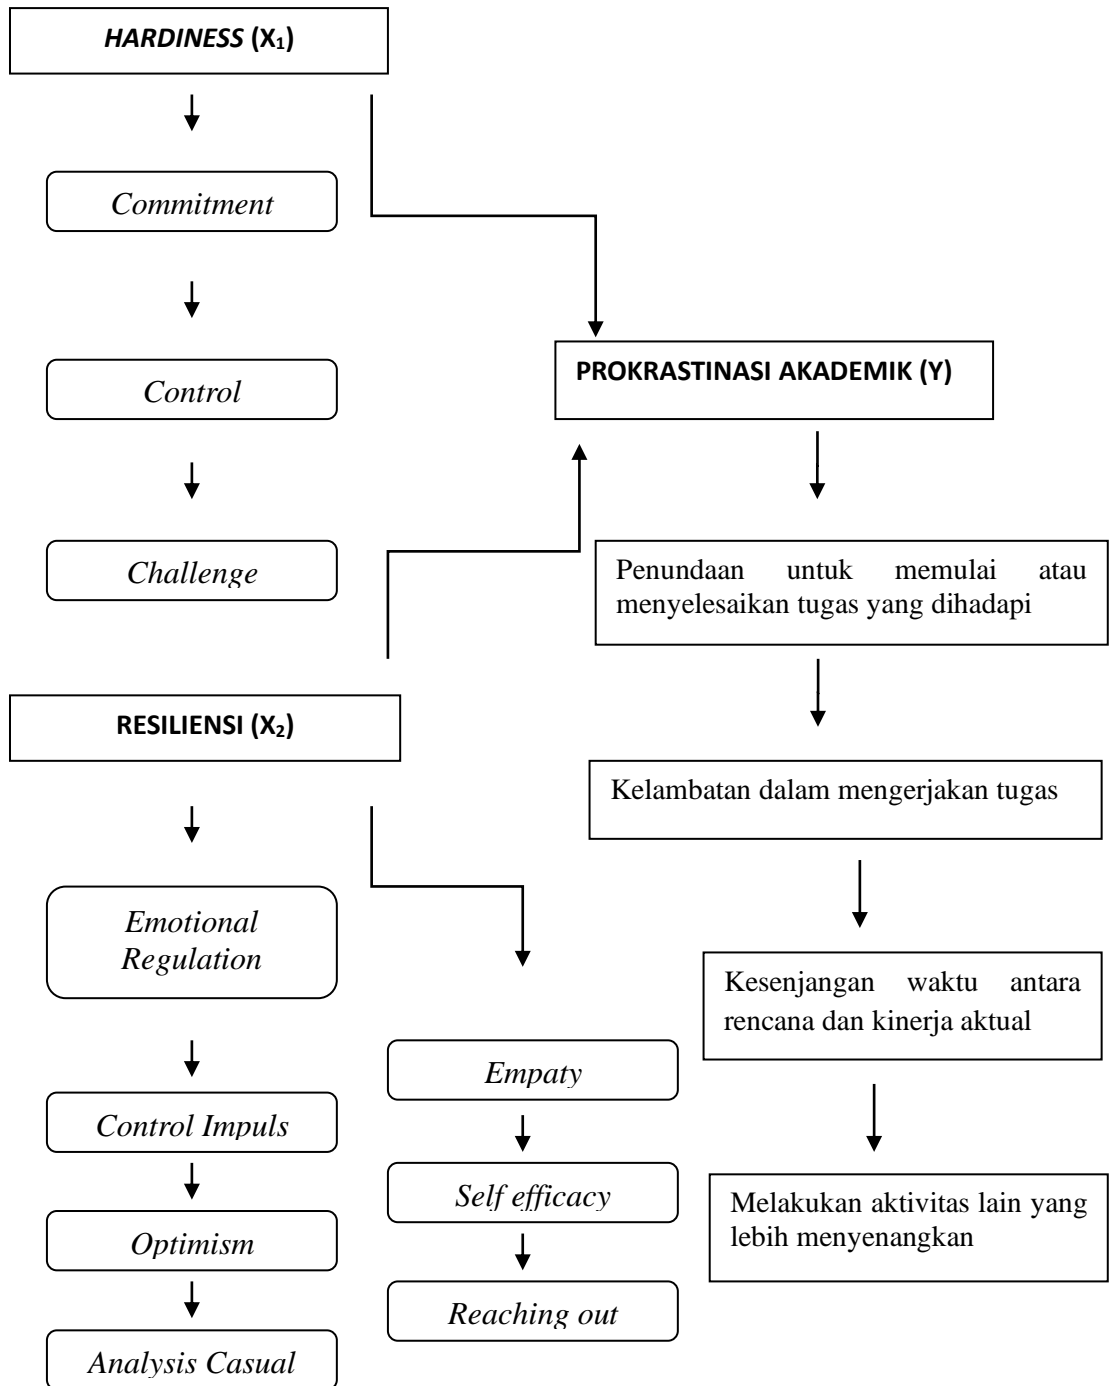 HARDINESS (X₁)
Commitment
Control
Challenge
PROKRASTINASI AKADEMIK (Y)
Penundaan untuk memulai atau
menyelesaikan tugas yang dihadapi
Kelambatan dalam mengerjakan tugas
Kesenjangan waktu antara
rencana dan kinerja aktual
Melakukan aktivitas lain yang
lebih menyenangkan
RESILIENSI (X₂)
Emotional
Regulation
Control Impuls
Optimism
Analysis Casual
Empaty
Self efficacy
Reaching out